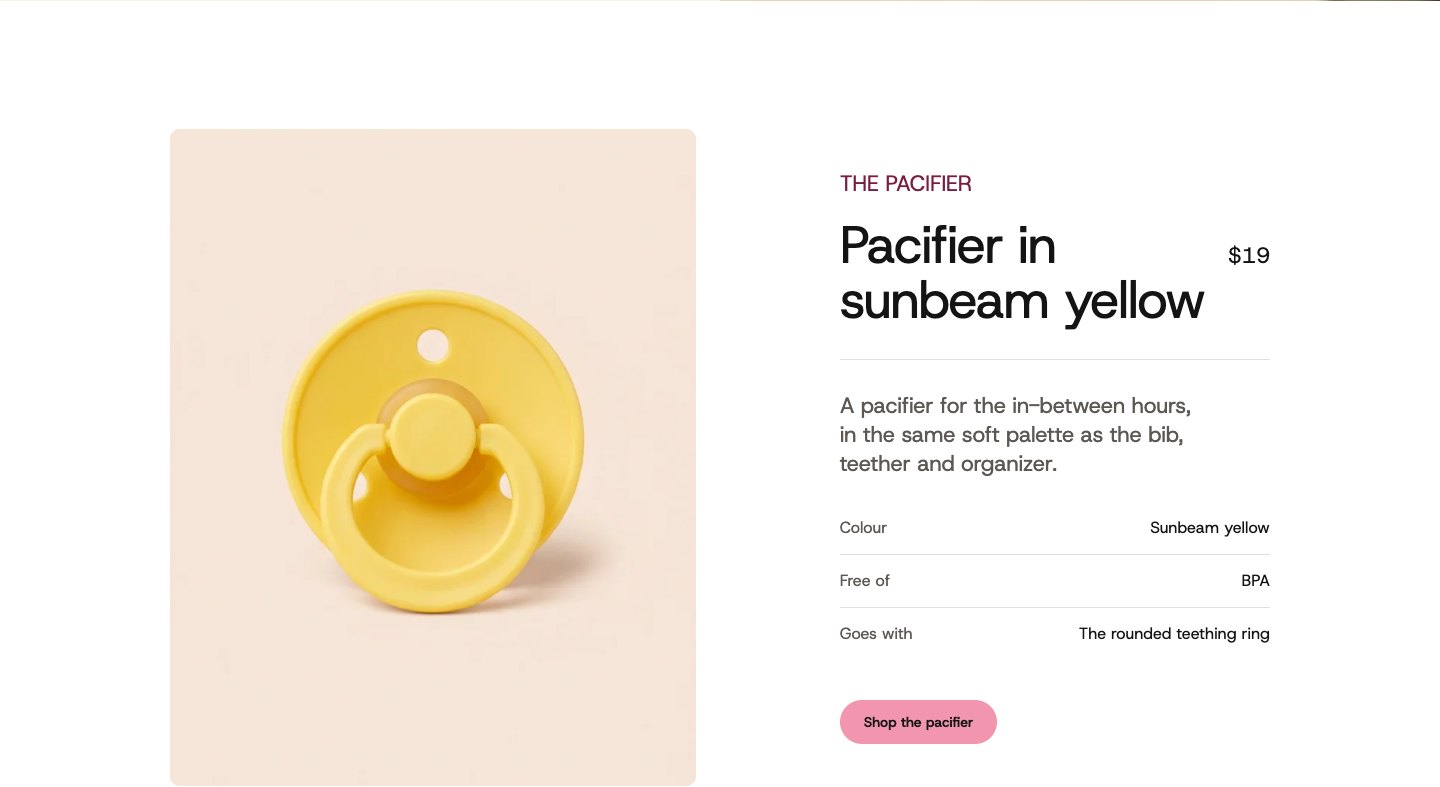 THE PACIFIER
Pacifier in
sunbeam yellow
$19
A pacifier for the in-between hours,
in the same soft palette as the bib,
teether and organizer.
Colour
Sunbeam yellow
Free of
BPA
Goes with
The rounded teething ring
Shop the pacifier